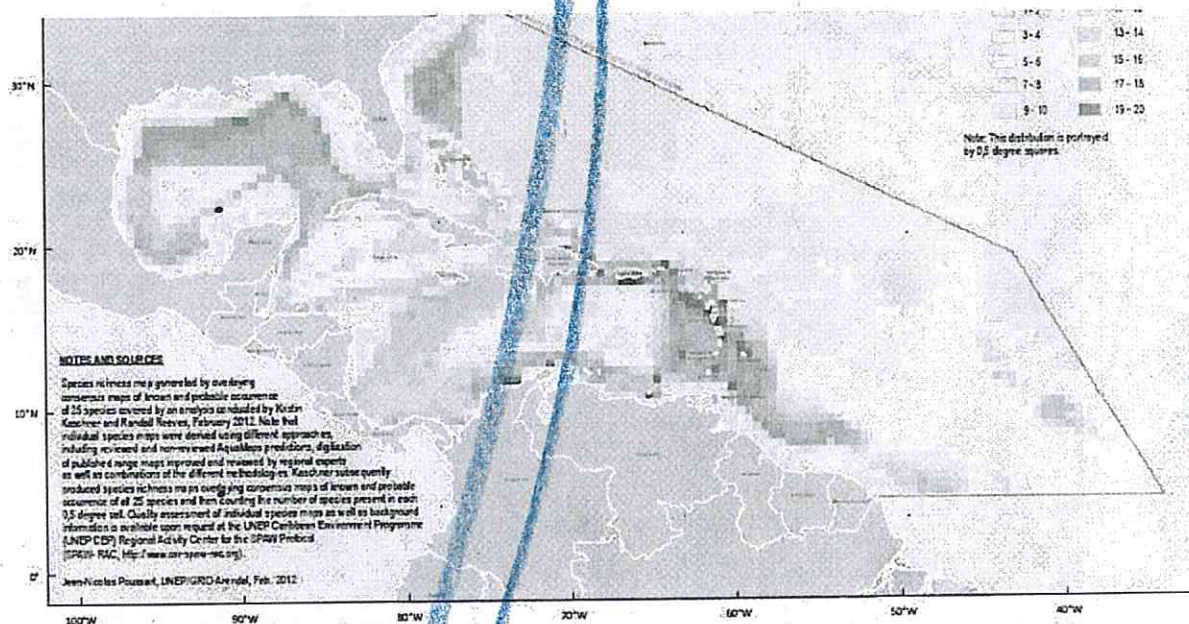 3 - 4
5 - 6
7 - 8
9 - 10
13 - 14
15 - 16
17 - 18
19 - 20
Note: This distribution is portrayed
by 0,5 degree squares.
30°N
20°N
10°N
0°
NOTES AND SOURCES
Species richness map generated by overlaying
consensus maps of known and probable occurrence
of 25 species covered by an analysis conducted by Kristin
Kaschner and Randall Reeves, February 2012. Note that
individual species maps were derived using different approaches,
including reviewed and non-reviewed AquaMaps predictions, digitization
of published range maps improved and reviewed by regional experts
as well as combinations of the different methodologies. Kaschner subsequently
produced species richness maps overlaying consensus maps of known and probable
occurrence of all 25 species and then counting the number of species present in each
0,5 degree cell. Quality assessment of individual species maps as well as background
information is available upon request at the UNEP Caribbean Environment Programme
(UNEP CEP) Regional Activity Center for the SPAW Protocol
(SPAW- RAC, http://www.car-spaw-rac.org).
Jean-Nicolas Poussart, UNEP/GRID-Arendal, Feb. 2012
100°W
90°W
80°W
70°W
60°W
50°W
40°W